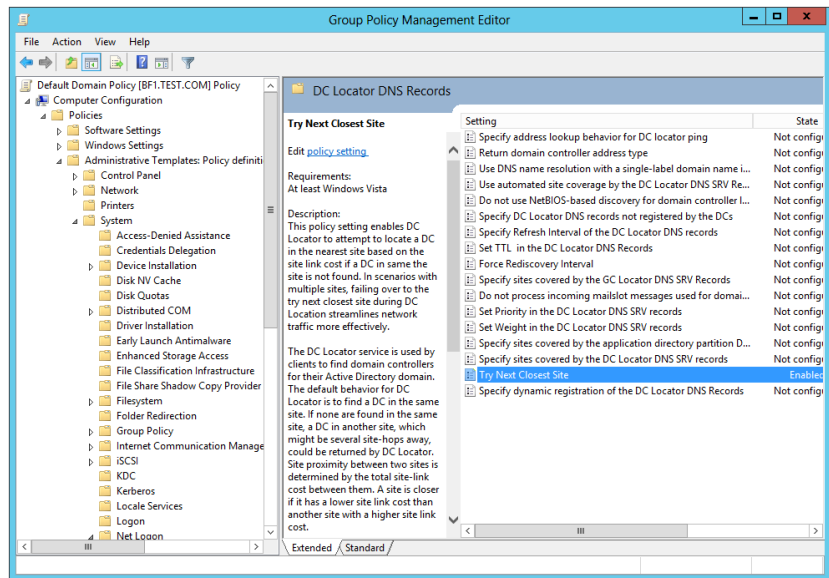 Group Policy Management Editor
File Action View Help
Default Domain Policy [BF1.TEST.COM] Policy
Computer Configuration
Policies
Software Settings
Windows Settings
Administrative Templates: Policy definiti
Control Panel
Network
Printers
System
Access-Denied Assistance
Credentials Delegation
Device Installation
Disk NV Cache
Disk Quotas
Distributed COM
Driver Installation
Early Launch Antimalware
Enhanced Storage Access
File Classification Infrastructure
File Share Shadow Copy Provider
Filesystem
Folder Redirection
Group Policy
Internet Communication Manage
iSCSI
KDC
Kerberos
Locale Services
Logon
Net Logon
DC Locator DNS Records
Try Next Closest Site
Edit policy setting
Requirements:
At least Windows Vista
Description:
This policy setting enables DC
Locator to attempt to locate a DC
in the nearest site based on the
site link cost if a DC in same the
site is not found. In scenarios with
multiple sites, failing over to the
try next closest site during DC
Location streamlines network
traffic more effectively.
The DC Locator service is used by
clients to find domain controllers
for their Active Directory domain.
The default behavior for DC
Locator is to find a DC in the same
site. If none are found in the same
site, a DC in another site, which
might be several site-hops away,
could be returned by DC Locator.
Site proximity between two sites is
determined by the total site-link
cost between them. A site is closer
if it has a lower site link cost than
another site with a higher site link
cost.
Setting State
Specify address lookup behavior for DC locator ping Not config
Return domain controller address type Not config
Use DNS name resolution with a single-label domain name i... Not config
Use automated site coverage by the DC Locator DNS SRV Re... Not config
Do not use NetBIOS-based discovery for domain controller l... Not config
Specify DC Locator DNS records not registered by the DCs Not config
Specify Refresh Interval of the DC Locator DNS records Not config
Set TTL in the DC Locator DNS Records Not config
Force Rediscovery Interval Not config
Specify sites covered by the GC Locator DNS SRV Records Not config
Do not process incoming mailslot messages used for domai... Not config
Set Priority in the DC Locator DNS SRV records Not config
Set Weight in the DC Locator DNS SRV records Not config
Specify sites covered by the application directory partition D... Not config
Specify sites covered by the DC Locator DNS SRV records Not config
Try Next Closest Site Enabled
Specify dynamic registration of the DC Locator DNS Records Not config
Extended Standard